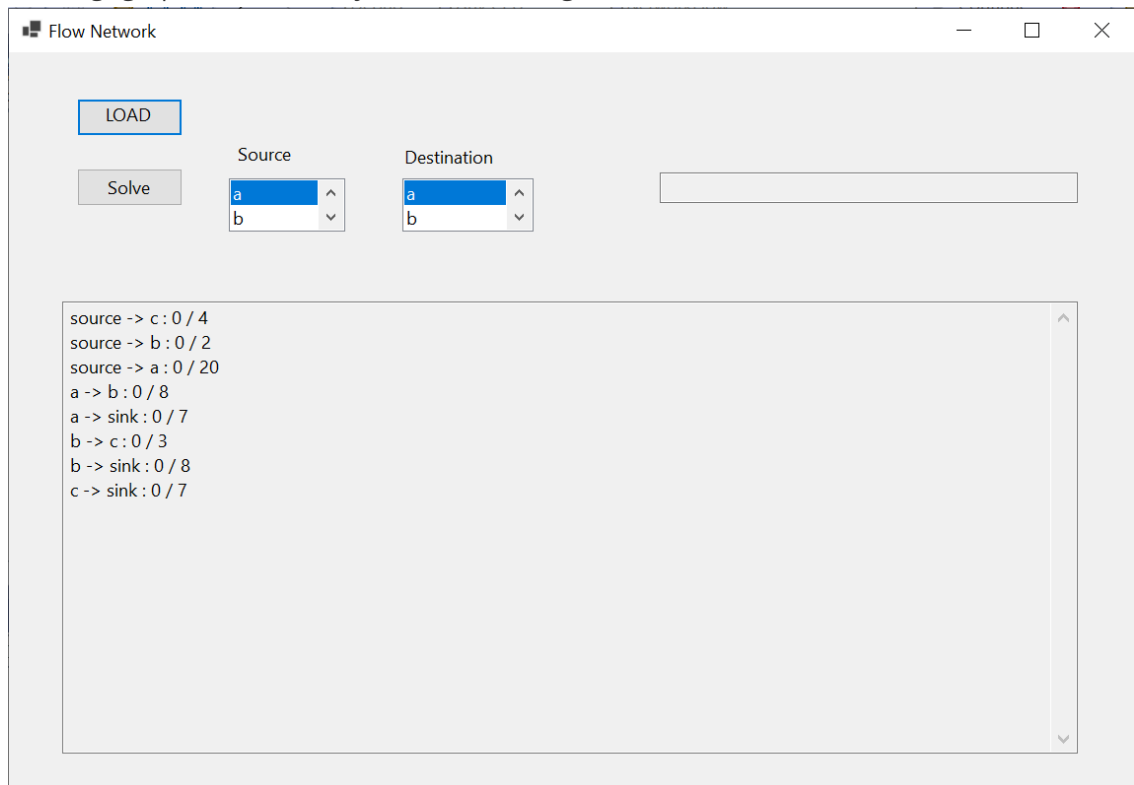 Flow Network
LOAD
Source
Destination
Solve
a
b
a
b
source -> c : 0 / 4
source -> b : 0 / 2
source -> a : 0 / 20
a -> b : 0 / 8
a -> sink : 0 / 7
b -> c : 0 / 3
b -> sink : 0 / 8
c -> sink : 0 / 7